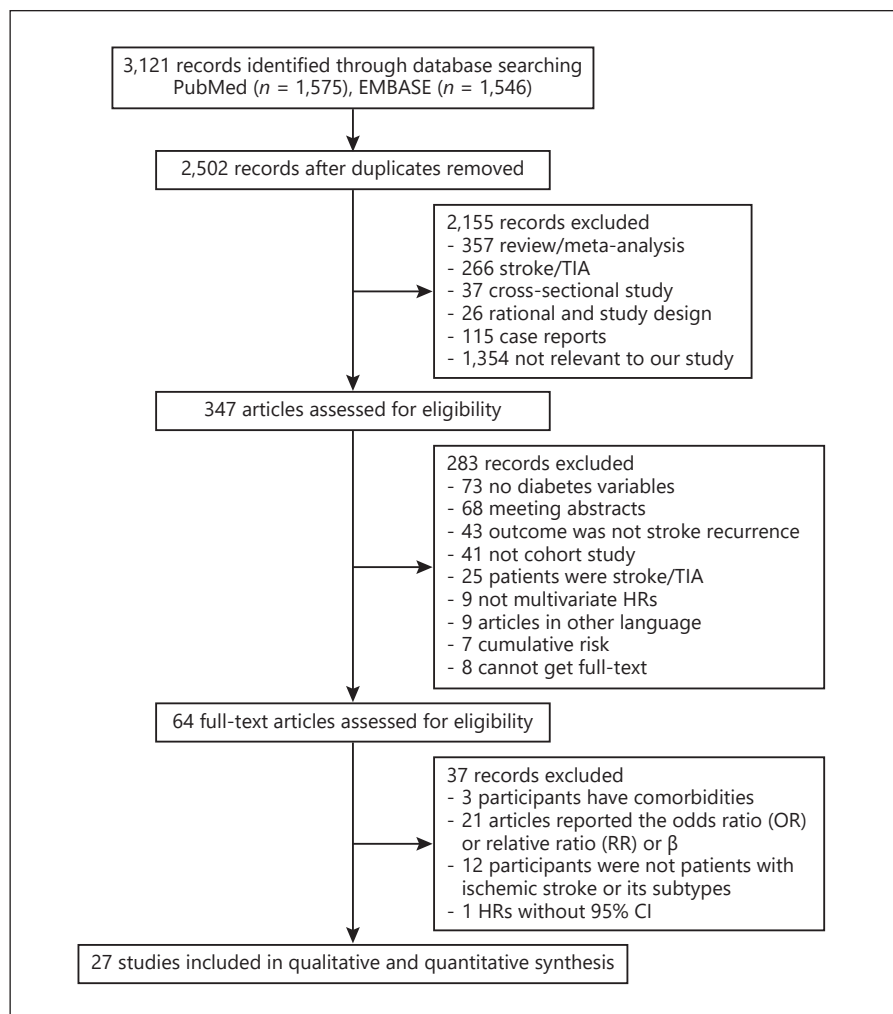 3,121 records identified through database searching
PubMed (n = 1,575), EMBASE (n = 1,546)
2,502 records after duplicates removed
2,155 records excluded
- 357 review/meta-analysis
- 266 stroke/TIA
- 37 cross-sectional study
- 26 rational and study design
- 115 case reports
- 1,354 not relevant to our study
347 articles assessed for eligibility
283 records excluded
- 73 no diabetes variables
- 68 meeting abstracts
- 43 outcome was not stroke recurrence
- 41 not cohort study
- 25 patients were stroke/TIA
- 9 not multivariate HRs
- 9 articles in other language
- 7 cumulative risk
- 8 cannot get full-text
64 full-text articles assessed for eligibility
37 records excluded
- 3 participants have comorbidities
- 21 articles reported the odds ratio (OR)
or relative ratio (RR) or β
- 12 participants were not patients with
ischemic stroke or its subtypes
- 1 HRs without 95% CI
27 studies included in qualitative and quantitative synthesis